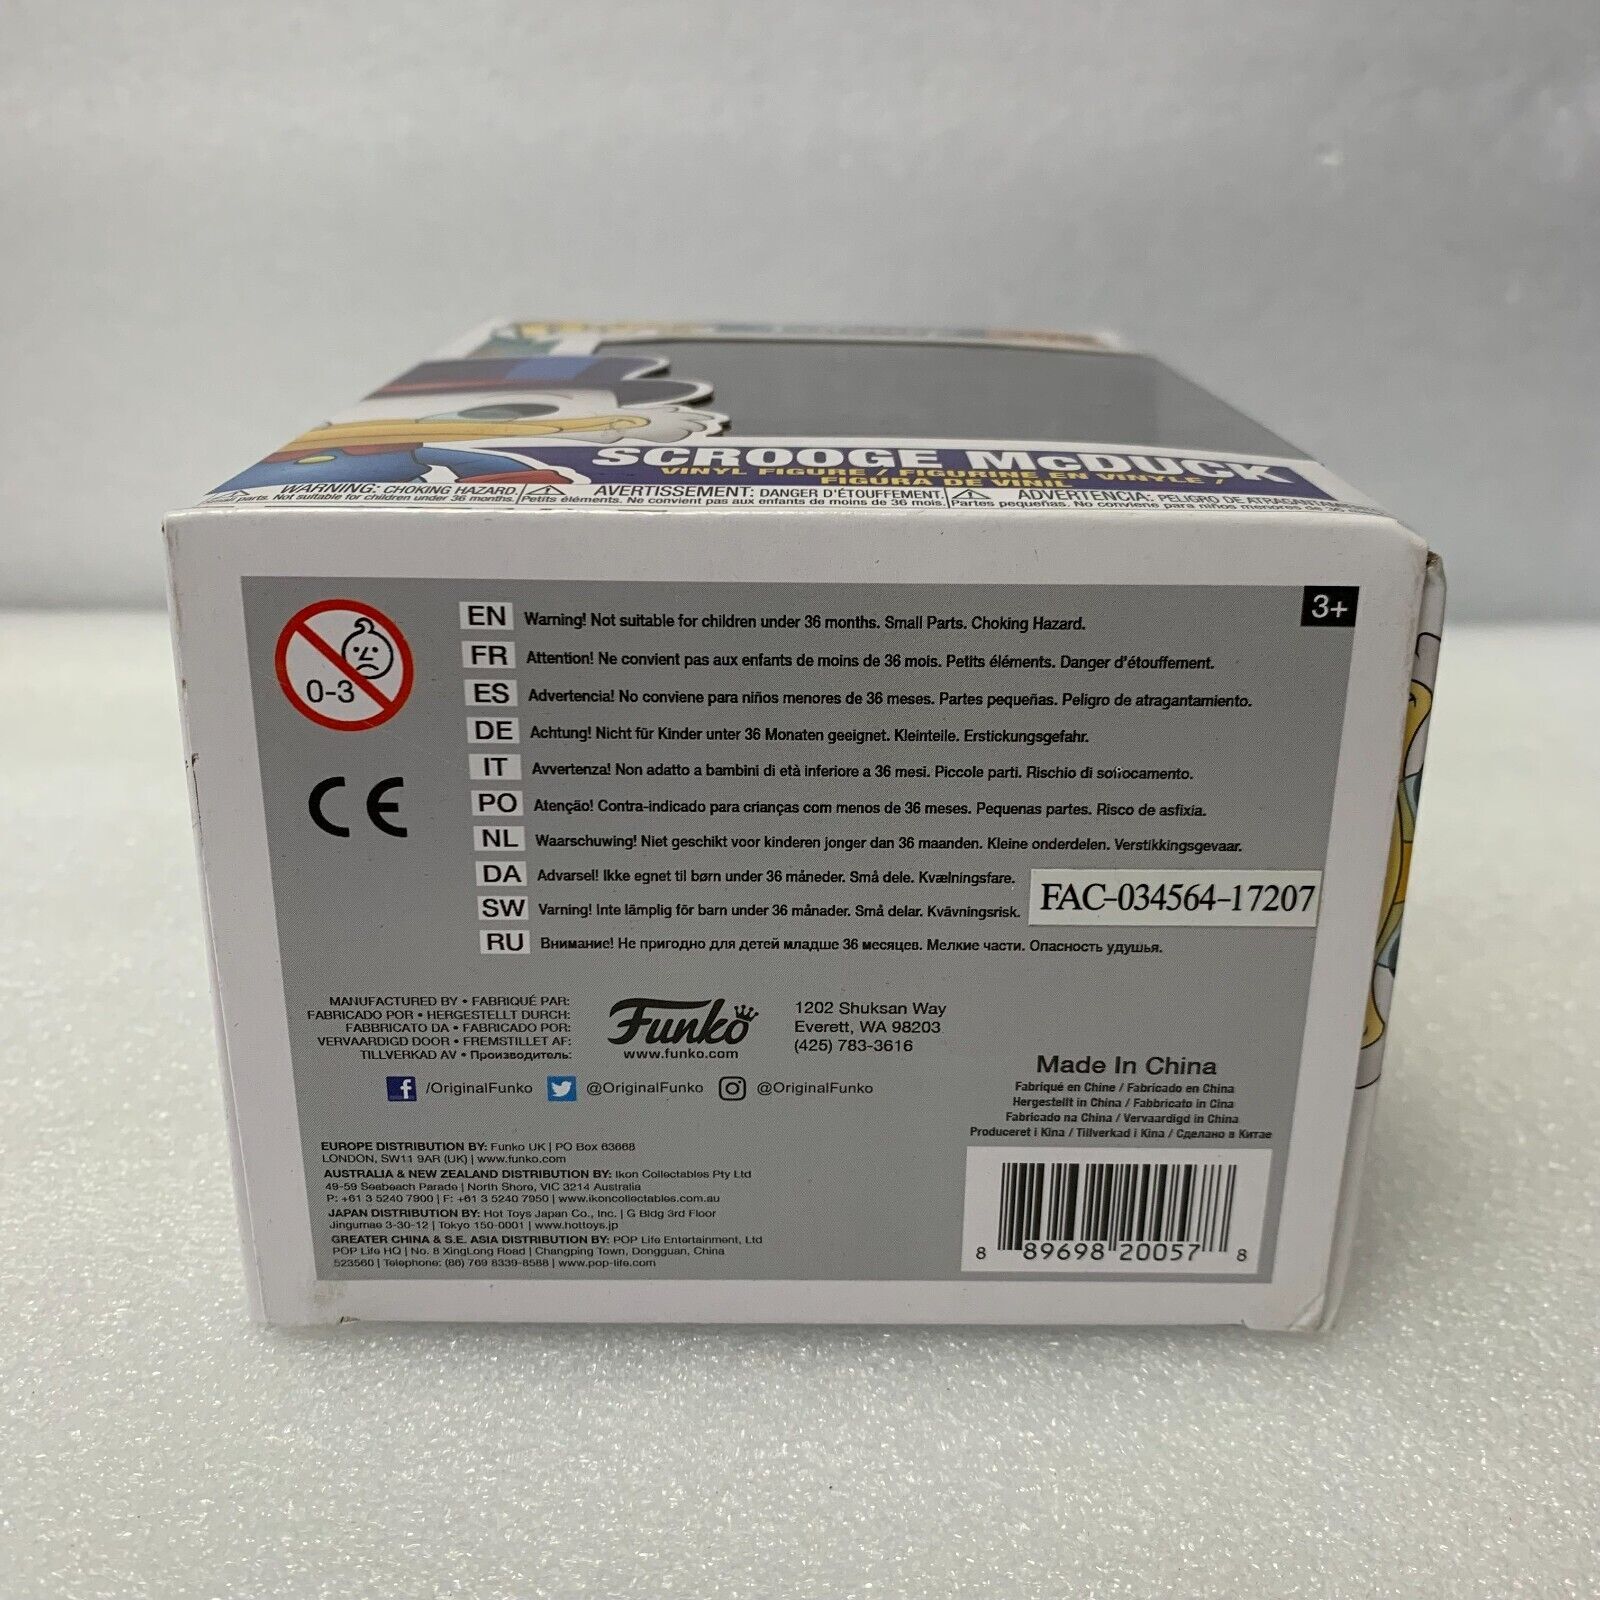 SCROOGE McDUCK
VINYL FIGURE / FIGURINE EN VINYLE /
FIGURA DE VINIL
WARNING: CHOKING HAZARD.
parts. Not suitable for children under 36 months.
AVERTISSEMENT: DANGER D'ÉTOUFFEMENT.
Petits éléments. Ne convient pas aux enfants de moins de 36 mois.
ADVERTENCIA: PELIGRO DE
Partes pequeñas. No conviene para niños menores de 36
3+
0-3
CE
EN Warning! Not suitable for children under 36 months. Small Parts. Choking Hazard.
FR Attention! Ne convient pas aux enfants de moins de 36 mois. Petits éléments. Danger d'étouffement.
ES Advertencia! No conviene para niños menores de 36 meses. Partes pequeñas. Peligro de atragantamiento.
DE Achtung! Nicht für Kinder unter 36 Monaten geeignet. Kleinteile. Erstickungsgefahr.
IT Avvertenza! Non adatto a bambini di età inferiore a 36 mesi. Piccole parti. Rischio di soffocamento.
PO Atenção! Contra-indicado para crianças com menos de 36 meses. Pequenas partes. Risco de asfixia.
NL Waarschuwing! Niet geschikt voor kinderen jonger dan 36 maanden. Kleine onderdelen. Verstikkingsgevaar.
DA Advarsel! Ikke egnet til børn under 36 måneder. Små dele. Kvælningsfare.
SW Varning! Inte lämplig för barn under 36 månader. Små delar. Kvävningsrisk.
RU Внимание! Не пригодно для детей младше 36 месяцев. Мелкие части. Опасность удушья.
FAC-034564-17207
MANUFACTURED BY • FABRIQUÉ PAR:
FABRICADO POR • HERGESTELLT DURCH:
FABBRICATO DA • FABRICADO POR:
VERVAARDIGD DOOR • FREMSTILLET AF:
TILLVERKAD AV • Производитель:
Funko
www.funko.com
1202 Shuksan Way
Everett, WA 98203
(425) 783-3616
/OriginalFunko @OriginalFunko @OriginalFunko
Made In China
Fabriqué en Chine / Fabricado en China
Hergestellt in China / Fabbricato in Cina
Fabricado na China / Vervaardigd in China
Produceret i Kina / Tillverkad i Kina / Сделано в Китае
EUROPE DISTRIBUTION BY: Funko UK | PO Box 63668
LONDON, SW11 9AR (UK) | www.funko.com
AUSTRALIA & NEW ZEALAND DISTRIBUTION BY: Ikon Collectables Pty Ltd
49-59 Seabeach Parade | North Shore, VIC 3214 Australia
P: +61 3 5240 7900 | F: +61 3 5240 7950 | www.ikoncollectables.com.au
JAPAN DISTRIBUTION BY: Hot Toys Japan Co., Inc. | G Bldg 3rd Floor
Jingumae 3-30-12 | Tokyo 150-0001 | www.hottoys.jp
GREATER CHINA & S.E. ASIA DISTRIBUTION BY: POP Life Entertainment, Ltd
POP Life HQ | No. 8 XingLong Road | Changping Town, Dongguan, China
523560 | Telephone: (86) 769 8339-8588 | www.pop-life.com
8 89698 20057 8